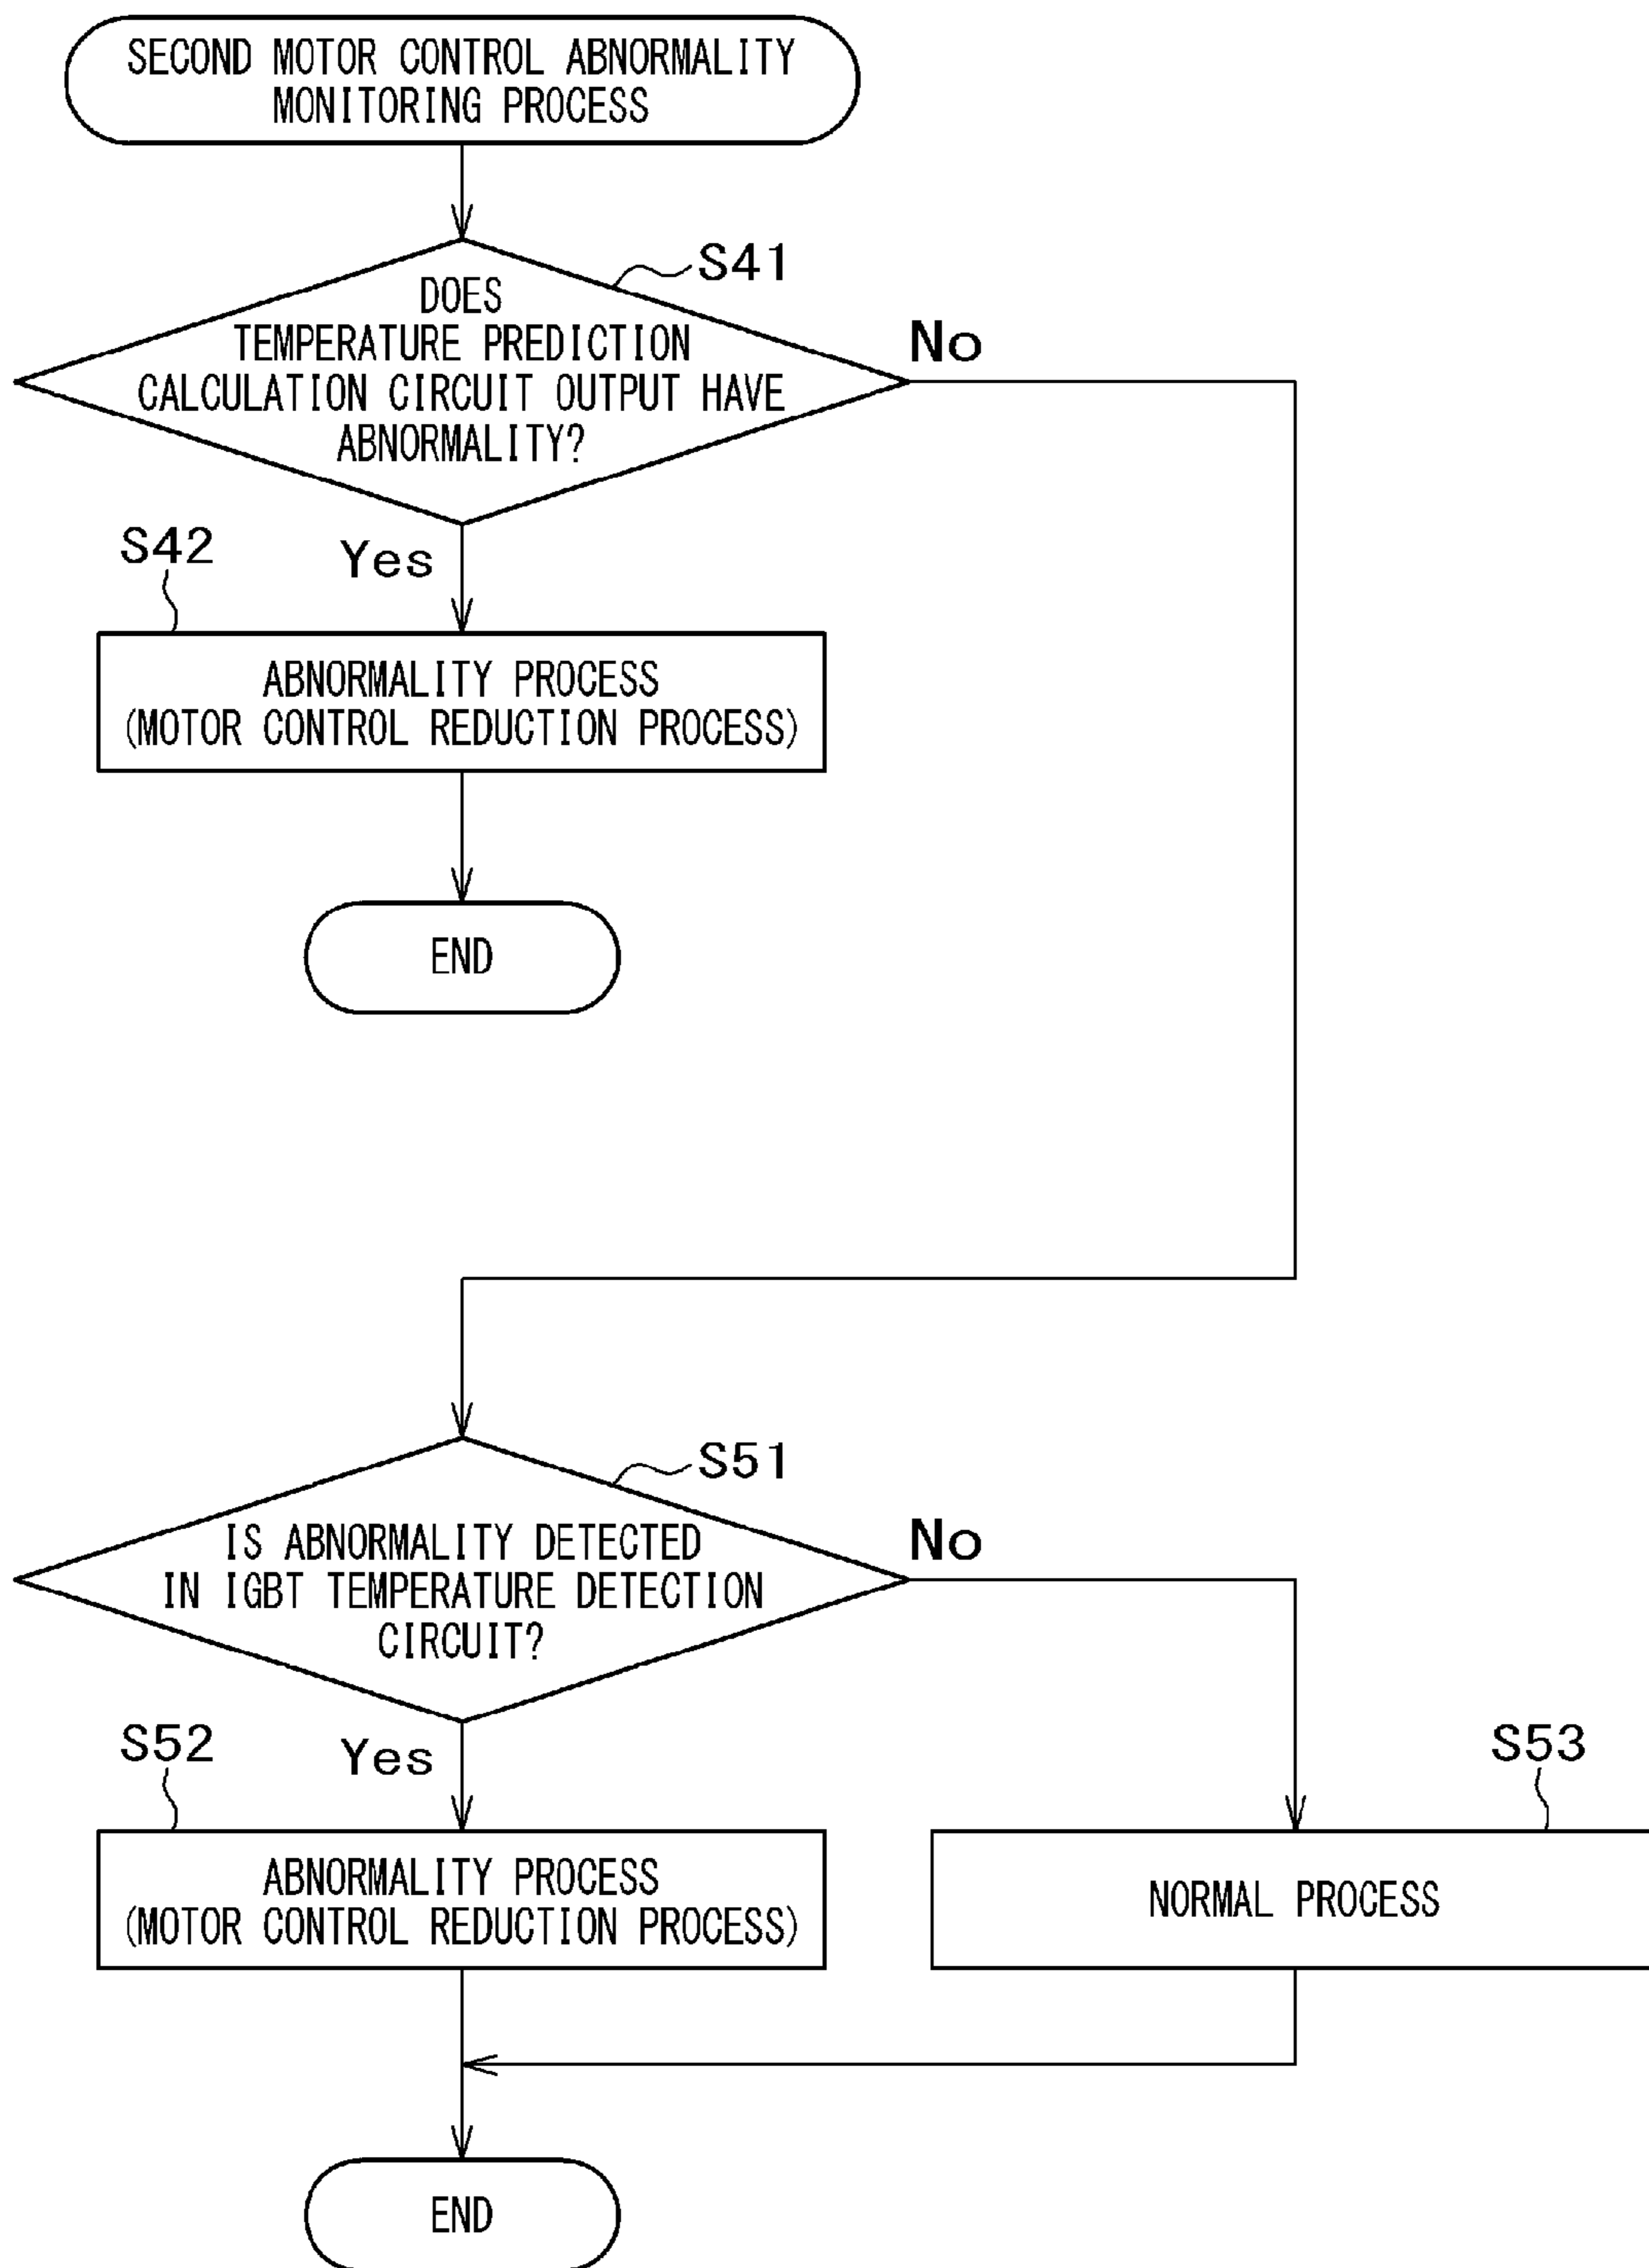 SECOND MOTOR CONTROL ABNORMALITY
MONITORING PROCESS
S41
DOES
TEMPERATURE PREDICTION
CALCULATION CIRCUIT OUTPUT HAVE
ABNORMALITY?
No
S42
Yes
ABNORMALITY PROCESS
(MOTOR CONTROL REDUCTION PROCESS)
END
S51
IS ABNORMALITY DETECTED
IN IGBT TEMPERATURE DETECTION
CIRCUIT?
No
S52
Yes
S53
ABNORMALITY PROCESS
(MOTOR CONTROL REDUCTION PROCESS)
NORMAL PROCESS
END